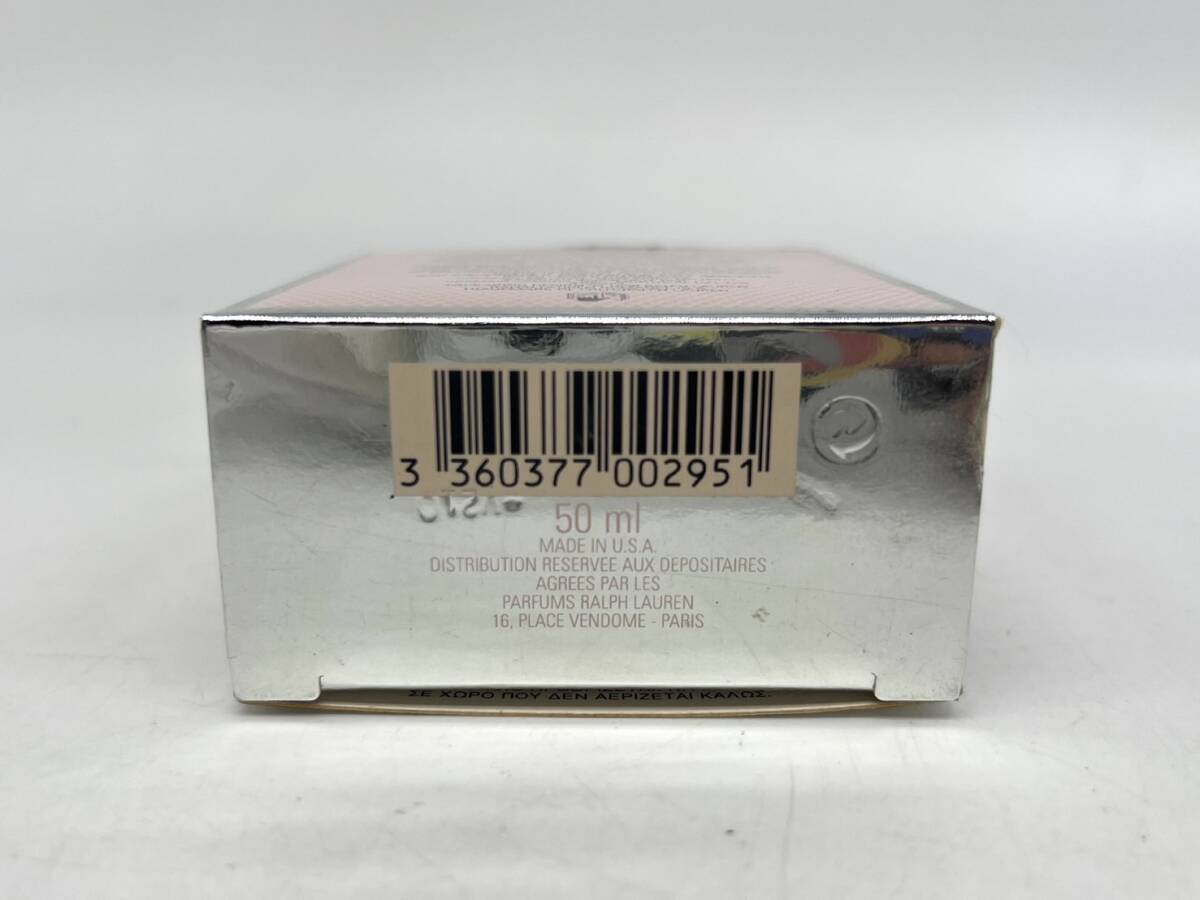 3 360377 002951
50 ml
MADE IN U.S.A.
DISTRIBUTION RESERVEE AUX DEPOSITAIRES
AGREES PAR LES
PARFUMS RALPH LAUREN
16, PLACE VENDOME - PARIS
ΣΕ ΧΩΡΟ ΠΟΥ ΔΕΝ ΑΕΡΙΖΕΤΑΙ ΚΑΛΩΣ.